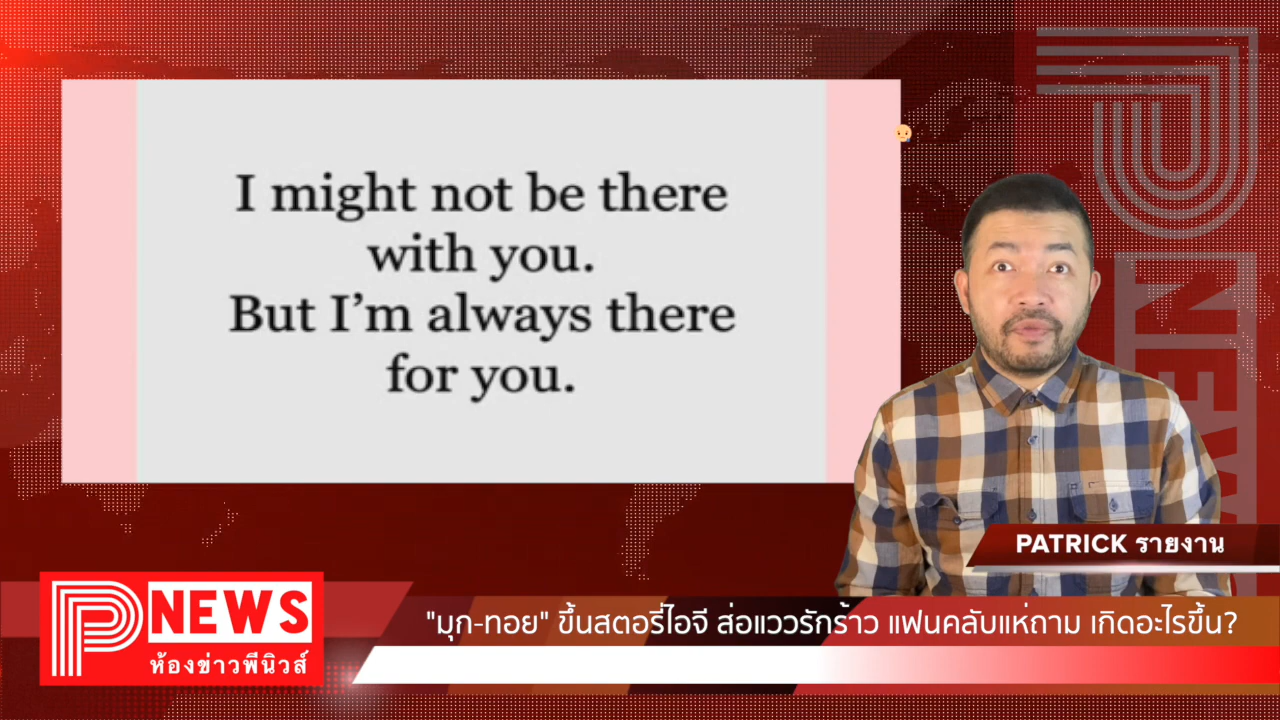 I might not be there
with you.
But I’m always there
for you.
P NEWS
PATRICK รายงาน
"มุก-ทอย" ขึ้นสตอรี่ไอจี ส่อแววรักร้าว แฟนคลับแห่ถาม เกิดอะไรขึ้น?
P NEWS
ห้องข่าวพีนิวส์